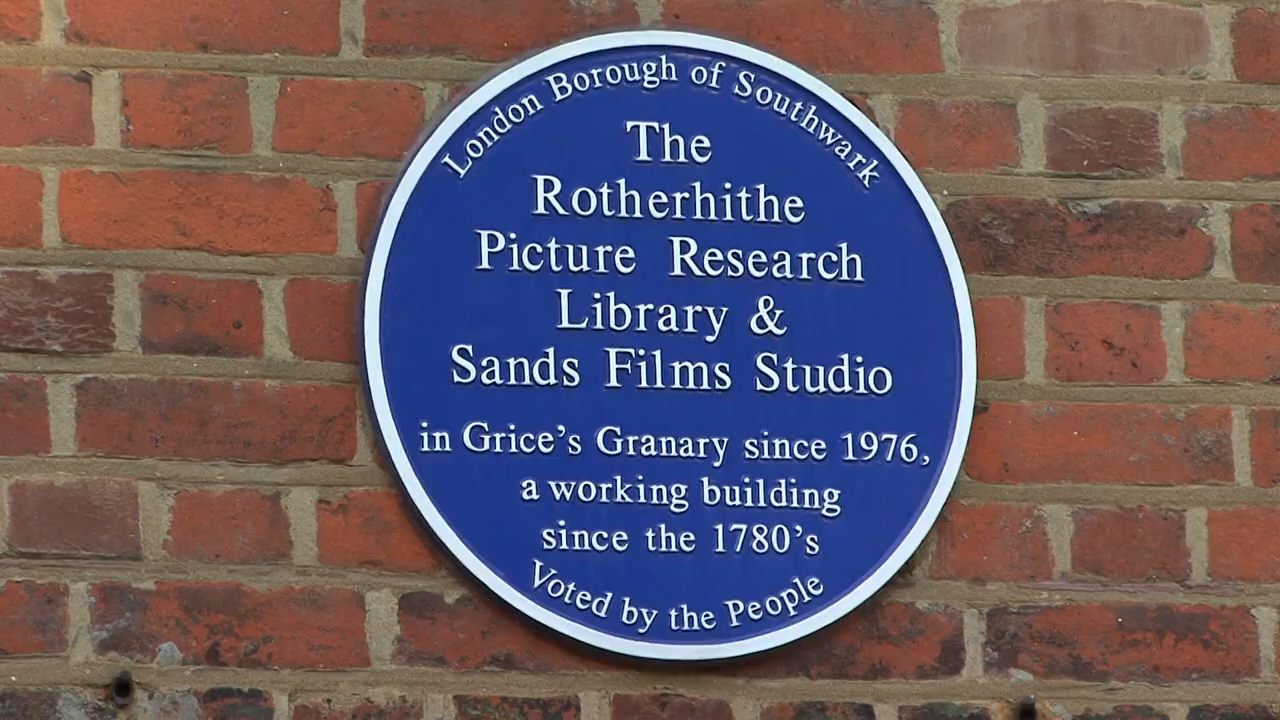 London Borough of Southwark
The
Rotherhithe
Picture Research
Library &
Sands Films Studio
in Grice's Granary since 1976,
a working building
since the 1780's
Voted by the People